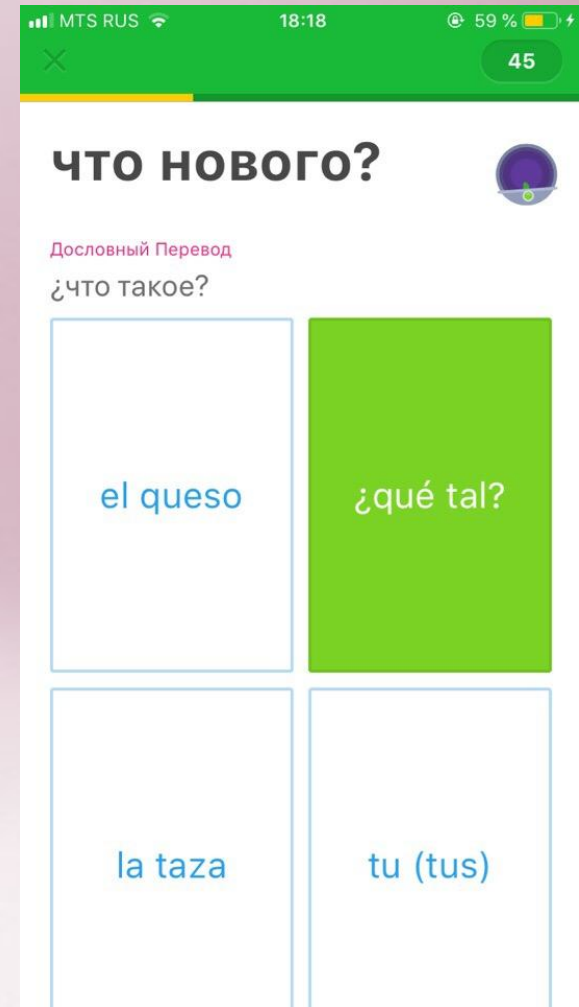 MTS RUS 18:18 59 %
45
что нового?
Дословный Перевод
¿что такое?
el queso
¿qué tal?
la taza
tu (tus)